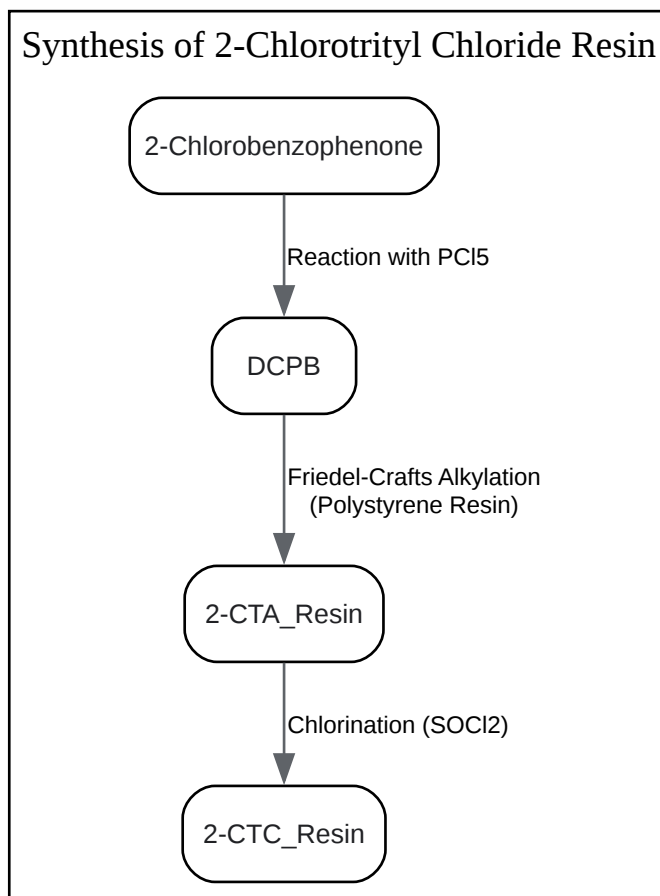 Synthesis of 2-Chlorotrityl Chloride Resin
2-Chlorobenzophenone
Reaction with PCl5
DCPB
Friedel-Crafts Alkylation
(Polystyrene Resin)
2-CTA_Resin
Chlorination (SOCl2)
2-CTC_Resin